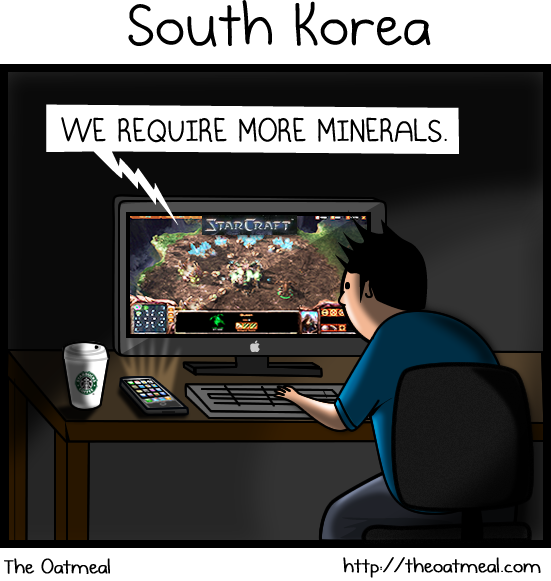 South Korea
WE REQUIRE MORE MINERALS.
STARCRAFT
The Oatmeal
http://theoatmeal.com